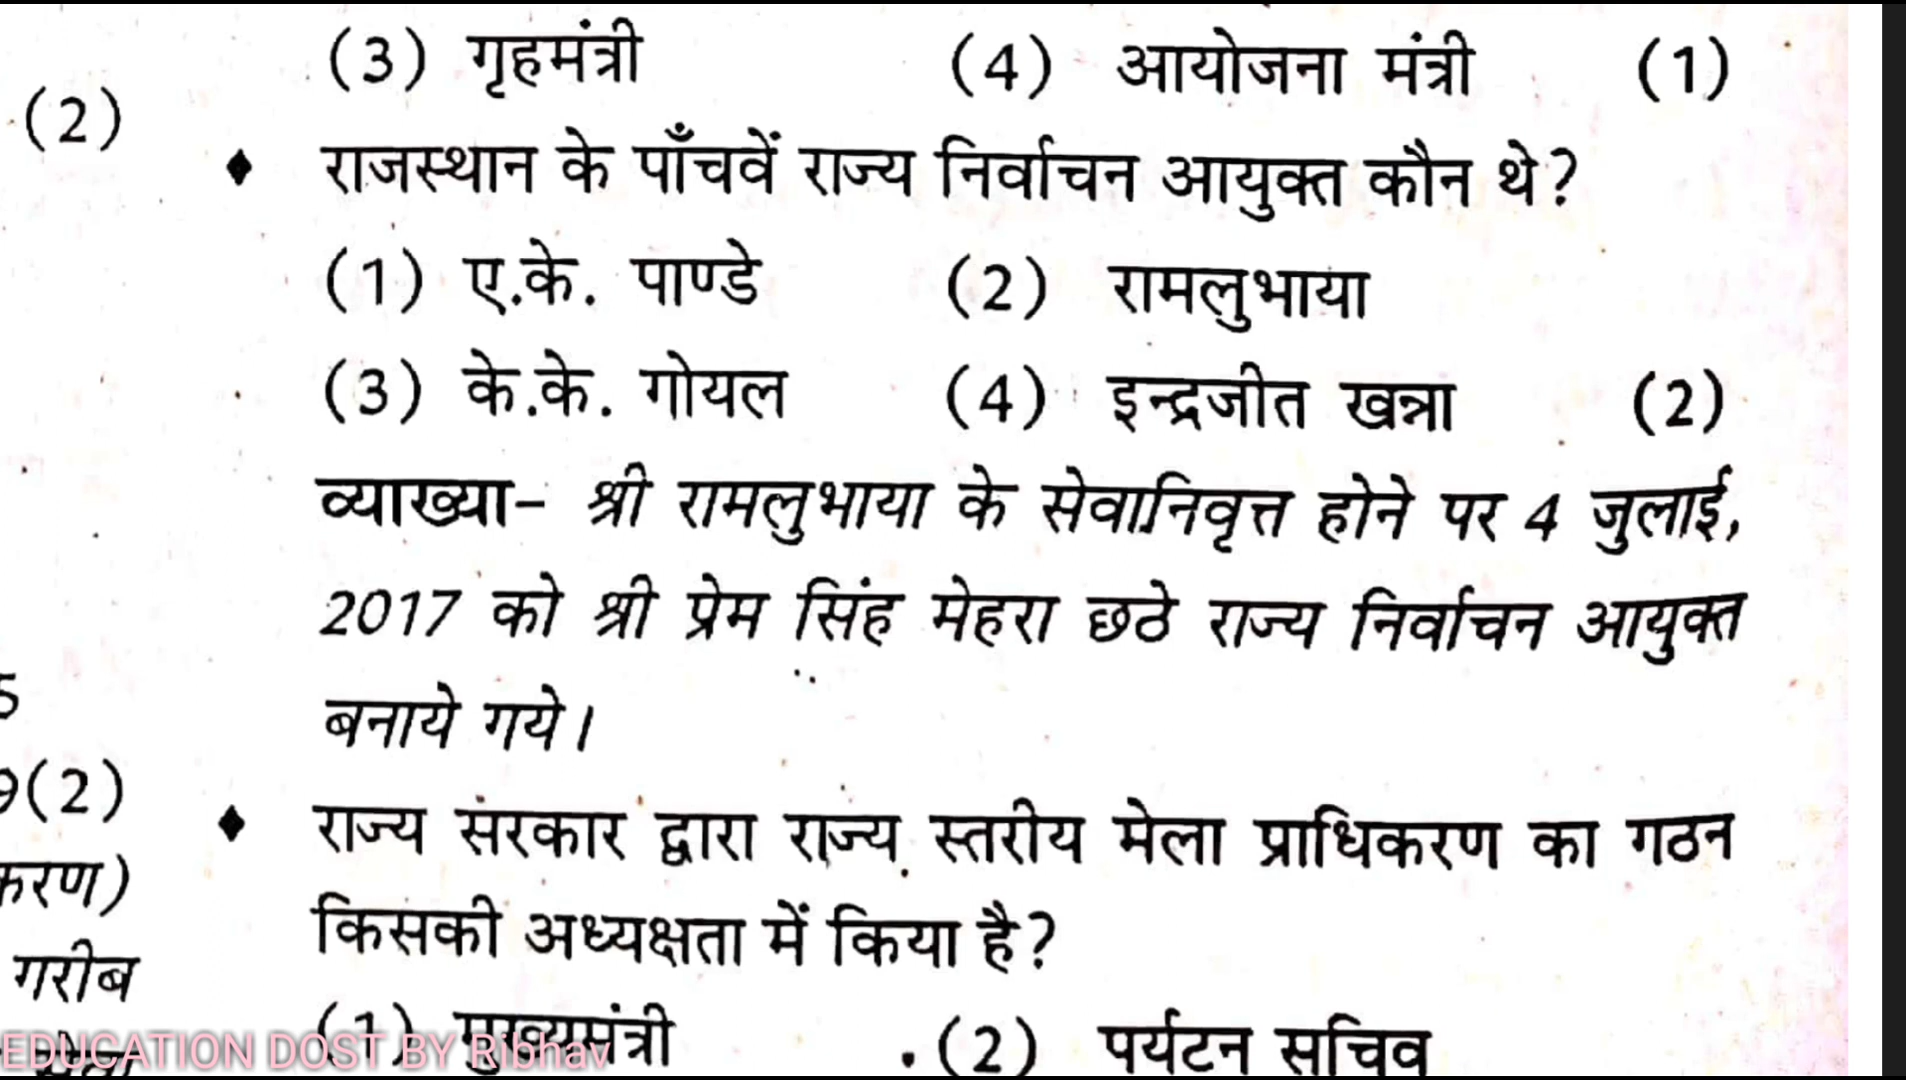 (3) गृहमंत्री (4) आयोजना मंत्री (1)
(2)
♦ राजस्थान के पाँचवें राज्य निर्वाचन आयुक्त कौन थे?
(1) ए.के. पाण्डे (2) रामलुभाया
(3) के.के. गोयल (4) इन्द्रजीत खन्ना (2)
व्याख्या- श्री रामलुभाया के सेवानिवृत्त होने पर 4 जुलाई,
2017 को श्री प्रेम सिंह मेहरा छठे राज्य निर्वाचन आयुक्त
बनाये गये।
(2)
♦ राज्य सरकार द्वारा राज्य स्तरीय मेला प्राधिकरण का गठन
करण)
किसकी अध्यक्षता में किया है?
गरीब
(1) मुख्यमंत्री (2) पर्यटन सचिव
EDUCATION DOST BY Ribhav